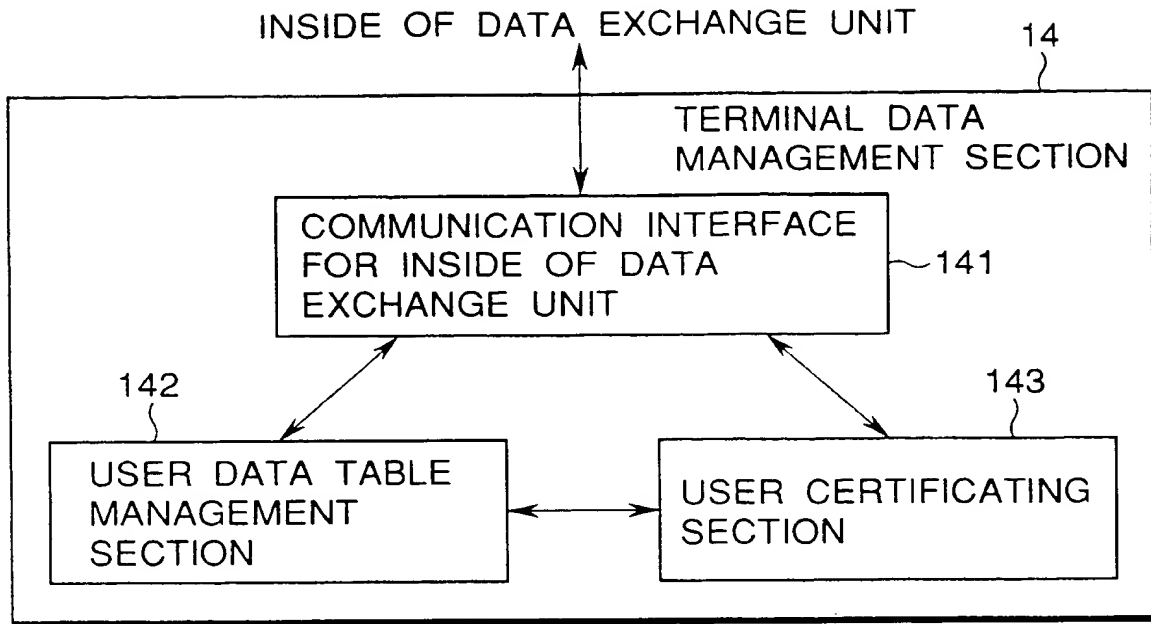 INSIDE OF DATA EXCHANGE UNIT
14
TERMINAL DATA
MANAGEMENT SECTION
COMMUNICATION INTERFACE
FOR INSIDE OF DATA
EXCHANGE UNIT
141
142
USER DATA TABLE
MANAGEMENT
SECTION
143
USER CERTIFICATING
SECTION